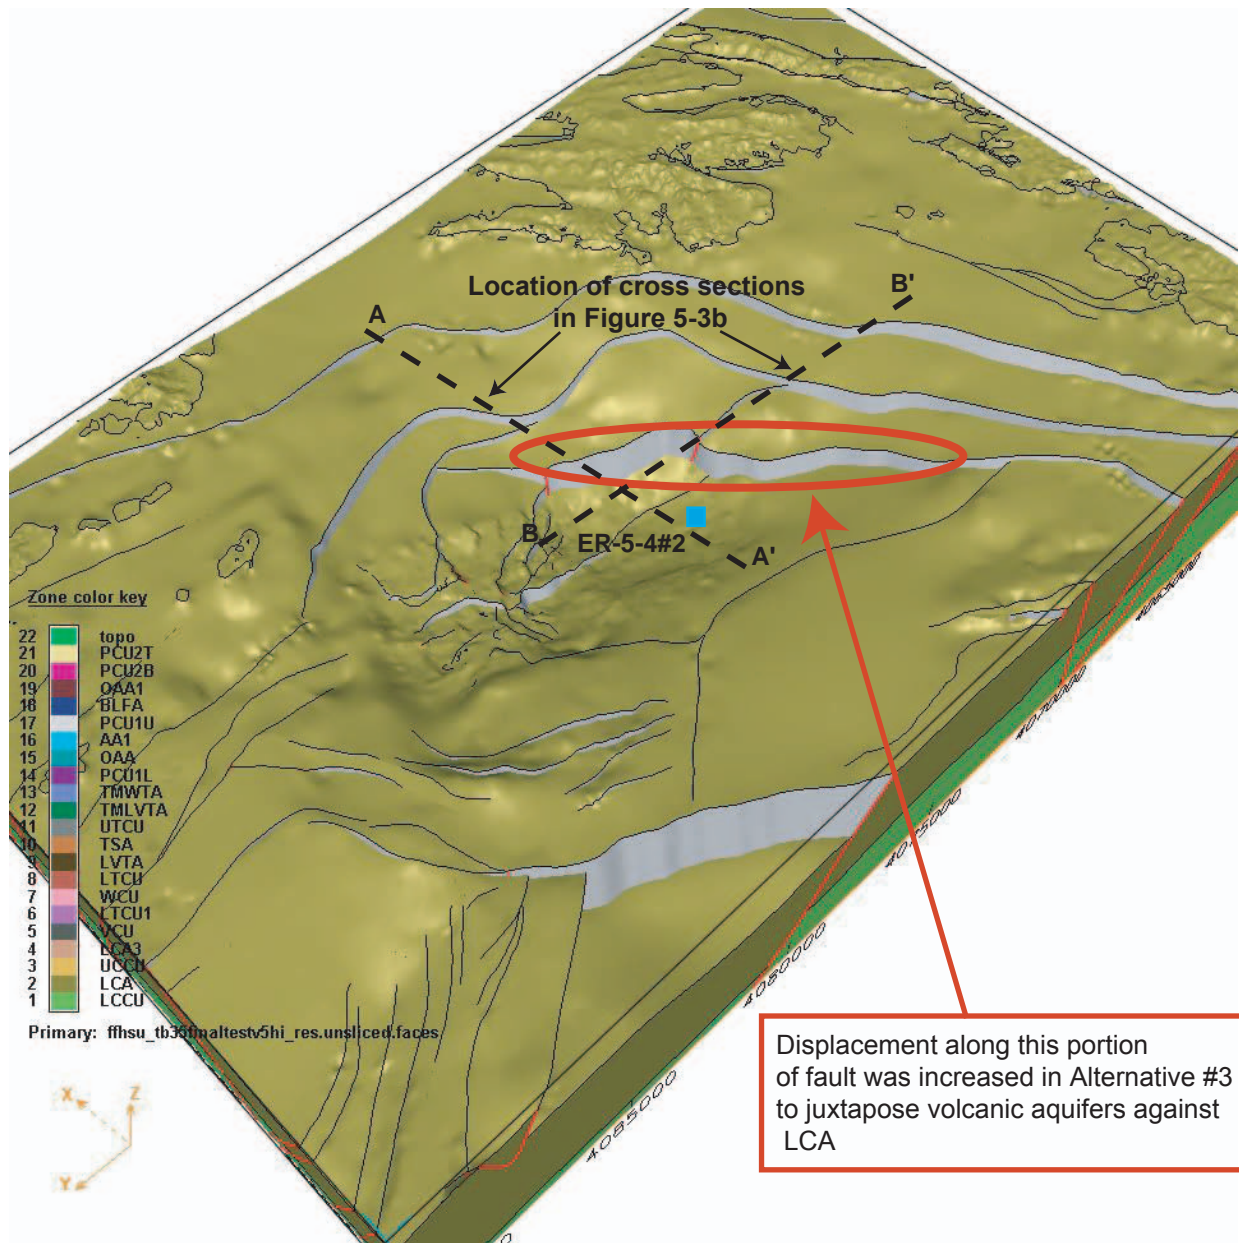 Location of cross sections
in Figure 5-3b
A
B'
B
ER-5-4#2
A'
Zone color key
22 topo
21 PCU2T
20 PCU2B
19 OAA1
18 BLFA
17 PCU1U
16 AA1
15 OAA
14 PCU1L
13 TMWTA
12 TMLVTA
11 UTCU
10 TSA
9 LVTA
8 LTCU
7 WCU
6 LTCU1
5 VCU
4 LCA3
3 UCCU
2 LCA
1 LCCU
Primary: ffhsu_tb35finaltestv5hi_res.unsliced.faces
X
Z
Y
4075000
4080000
4085000
Displacement along this portion
of fault was increased in Alternative #3
to juxtapose volcanic aquifers against
LCA